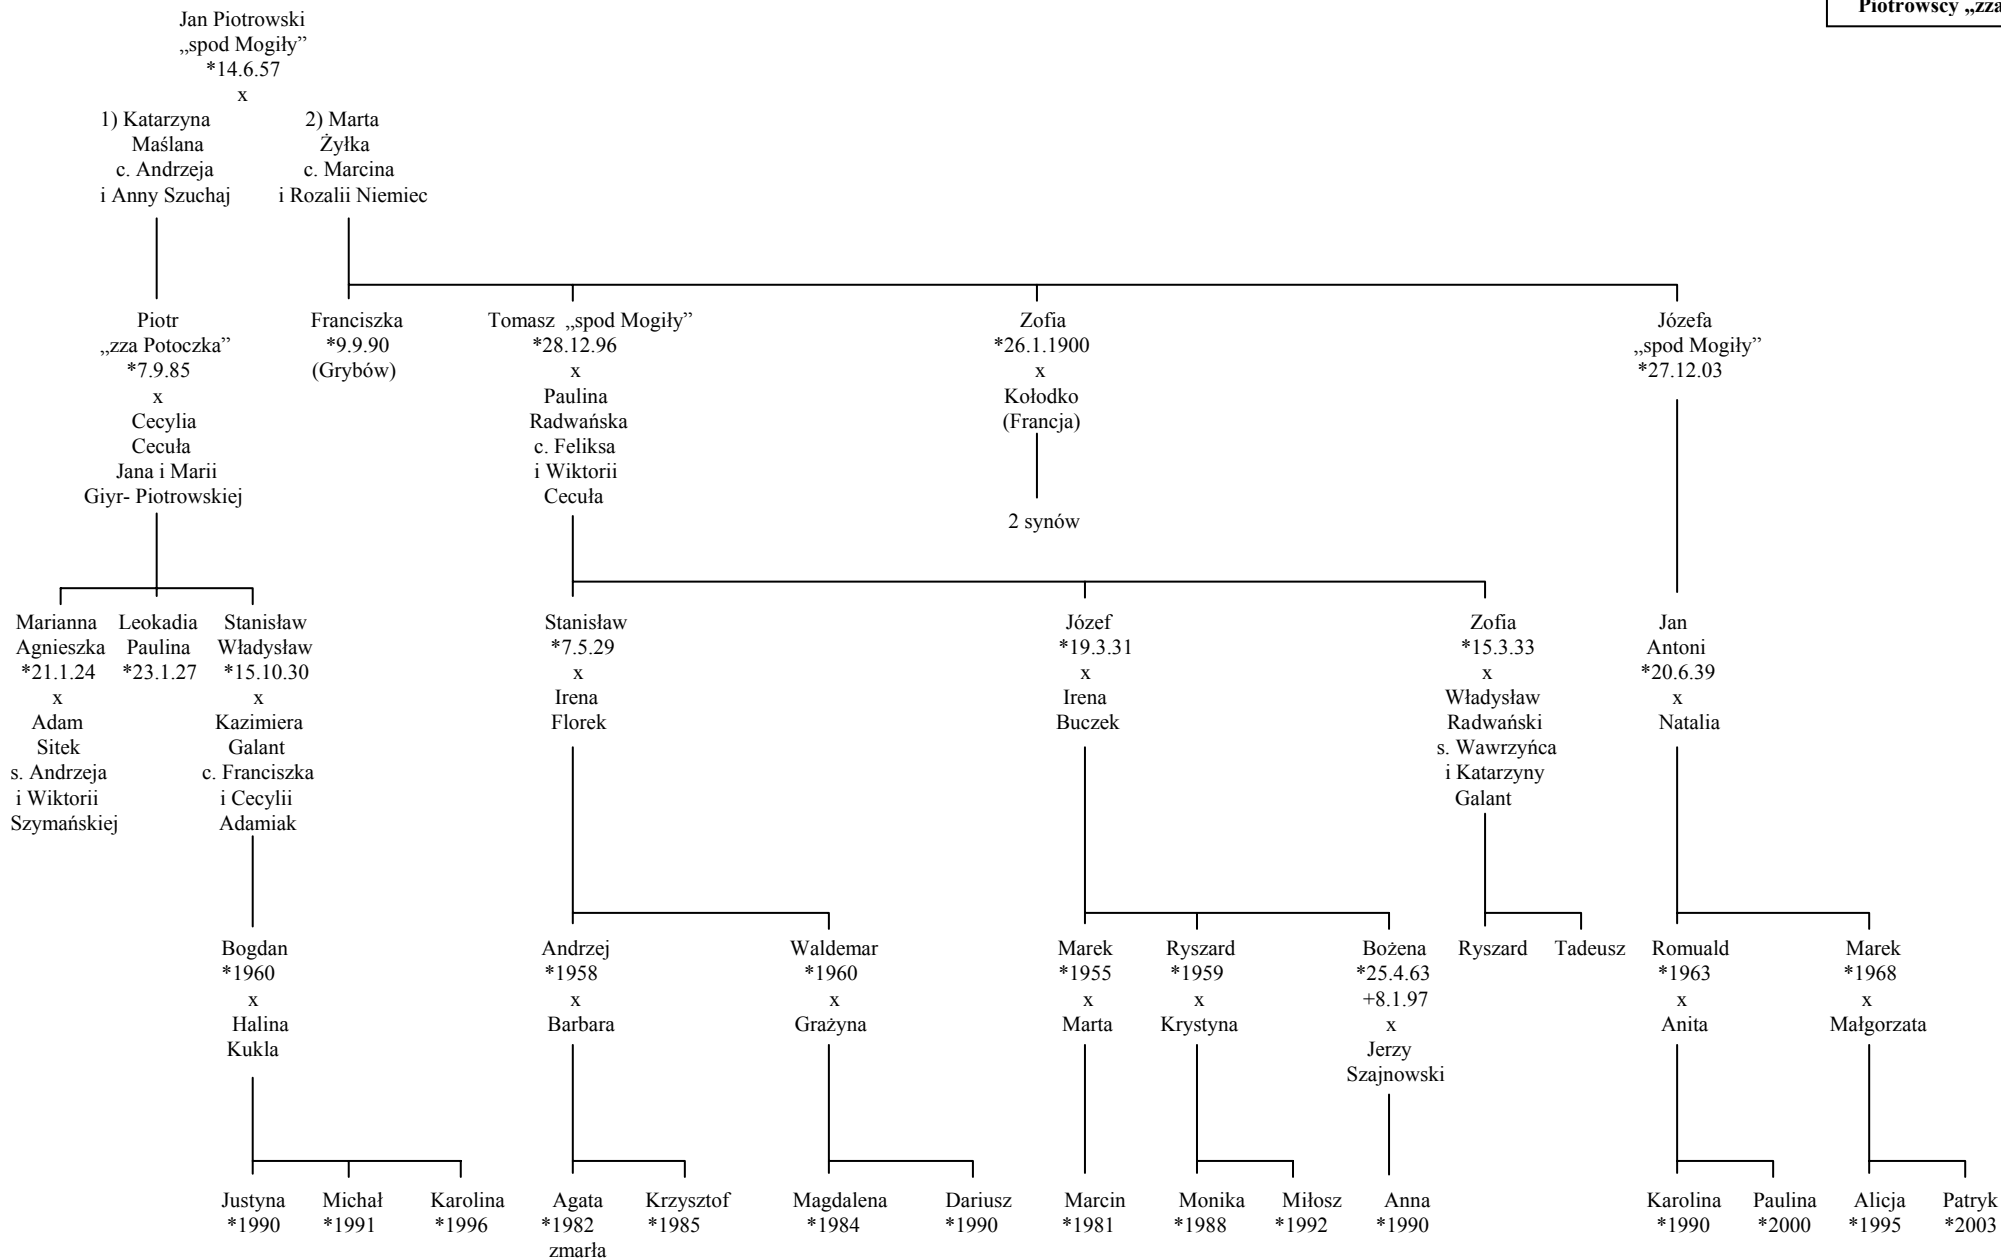 Piotrowscy „zza
Jan Piotrowski
„spod Mogiły”
*14.6.57
x
1) Katarzyna
Maślana
c. Andrzeja
i Anny Szuchaj
2) Marta
Żyłka
c. Marcina
i Rozalii Niemiec
Piotr
„zza Potoczka”
*7.9.85
x
Cecylia
Cecuła
Jana i Marii
Giyr- Piotrowskiej
Franciszka
*9.9.90
(Grybów)
Tomasz „spod Mogiły”
*28.12.96
x
Paulina
Radwańska
c. Feliksa
i Wiktorii
Cecuła
Zofia
*26.1.1900
x
Kołodko
(Francja)
2 synów
Józefa
„spod Mogiły”
*27.12.03
Marianna
Agnieszka
*21.1.24
x
Adam
Sitek
s. Andrzeja
i Wiktorii
Szymańskiej
Leokadia
Paulina
*23.1.27
Stanisław
Władysław
*15.10.30
x
Kazimiera
Galant
c. Franciszka
i Cecylii
Adamiak
Stanisław
*7.5.29
x
Irena
Florek
Józef
*19.3.31
x
Irena
Buczek
Zofia
*15.3.33
x
Władysław
Radwański
s. Wawrzyńca
i Katarzyny
Galant
Jan
Antoni
*20.6.39
x
Natalia
Bogdan
*1960
x
Halina
Kukla
Andrzej
*1958
x
Barbara
Waldemar
*1960
x
Grażyna
Marek
*1955
x
Marta
Ryszard
*1959
x
Krystyna
Bożena
*25.4.63
+8.1.97
x
Jerzy
Szajnowski
Ryszard
Tadeusz
Romuald
*1963
x
Anita
Marek
*1968
x
Małgorzata
Justyna
*1990
Michał
*1991
Karolina
*1996
Agata
*1982
zmarła
Krzysztof
*1985
Magdalena
*1984
Dariusz
*1990
Marcin
*1981
Monika
*1988
Miłosz
*1992
Anna
*1990
Karolina
*1990
Paulina
*2000
Alicja
*1995
Patryk
*2003